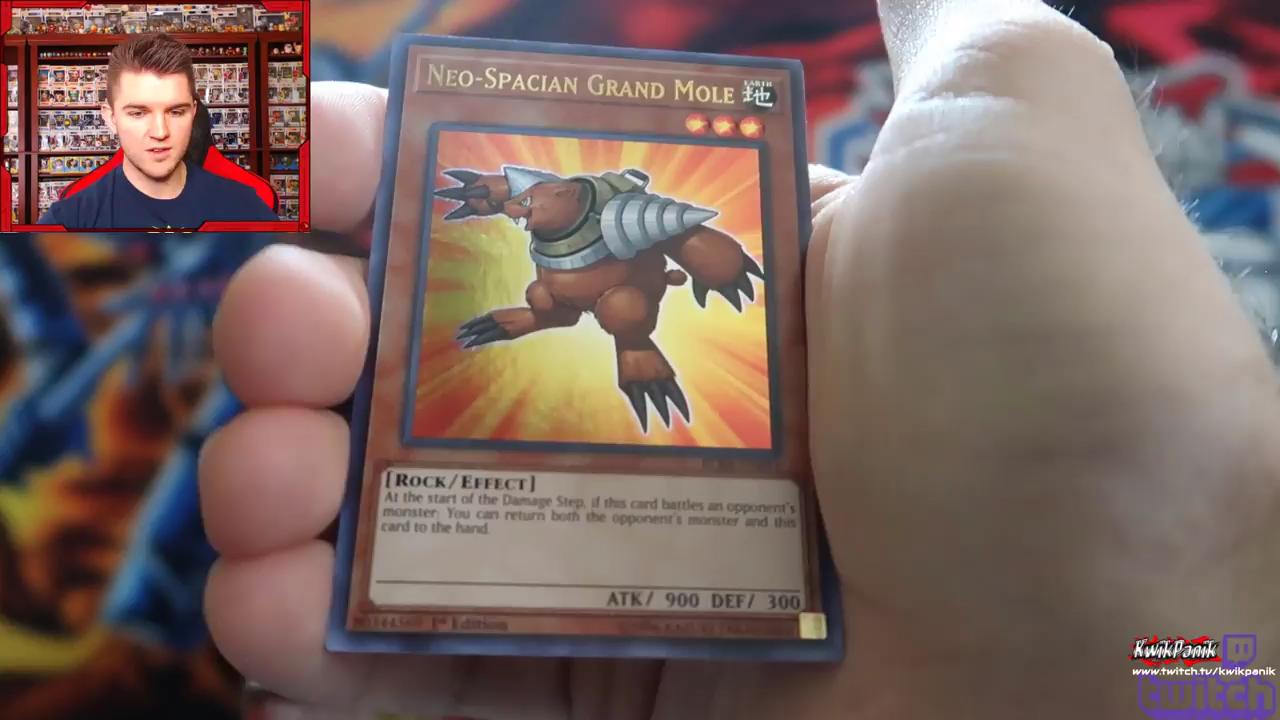 NEO-SPACIAN GRAND MOLE
EARTH
地
[ROCK/EFFECT]
At the start of the Damage Step, if this card battles an opponent's
monster: You can return both the opponent's monster and this
card to the hand.
ATK/ 900 DEF/ 300
1st Edition
KwikPanik
www.twitch.tv/kwikpanik
twitch